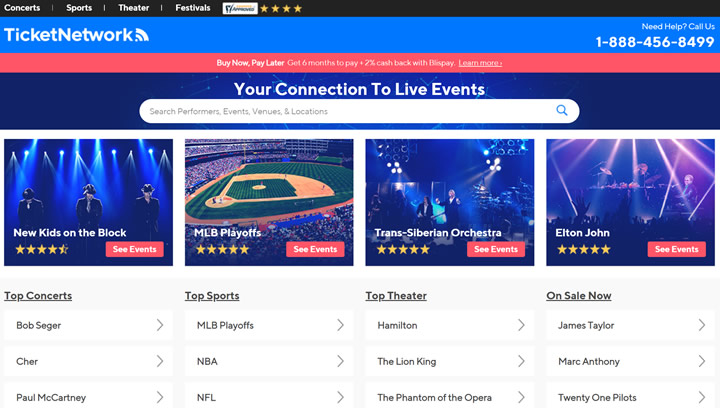 Concerts | Sports | Theater | Festivals APPROVED
TicketNetwork
Need Help? Call Us
1-888-456-8499
Buy Now, Pay Later Get 6 months to pay + 2% cash back with Blispay. Learn more ›
Your Connection To Live Events
Search Performers, Events, Venues, & Locations
New Kids on the Block
See Events
MLB Playoffs
See Events
Trans-Siberian Orchestra
See Events
Elton John
See Events
Top Concerts
Bob Seger
Cher
Paul McCartney
Top Sports
MLB Playoffs
NBA
NFL
Top Theater
Hamilton
The Lion King
The Phantom of the Opera
On Sale Now
James Taylor
Marc Anthony
Twenty One Pilots